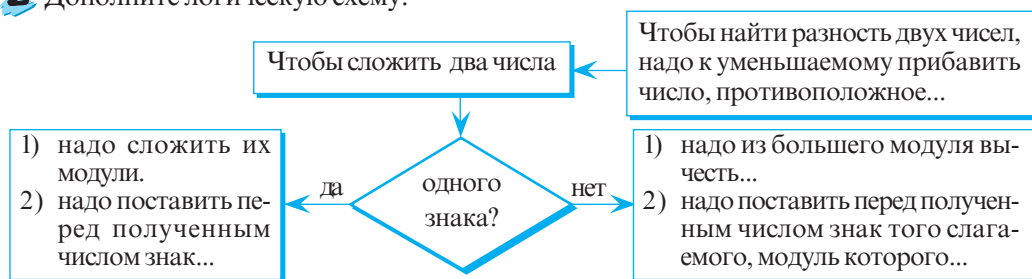 2 Дополните логическую схему:
Чтобы сложить два числа
Чтобы найти разность двух чисел,
надо к уменьшаемому прибавить
число, противоположное...
1) надо сложить их
модули.
2) надо поставить пе-
ред полученным
числом знак...
да
одного
знака?
нет
1) надо из большего модуля вы-
честь...
2) надо поставить перед получен-
ным числом знак того слага-
емого, модуль которого...